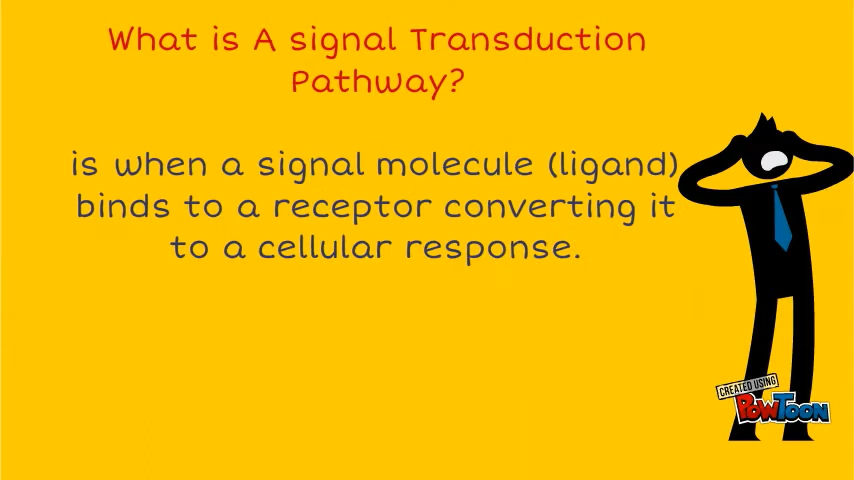 What is A signal Transduction
Pathway?
is when a signal molecule (ligand)
binds to a receptor converting it
to a cellular response.
CREATED USING
POWTOON